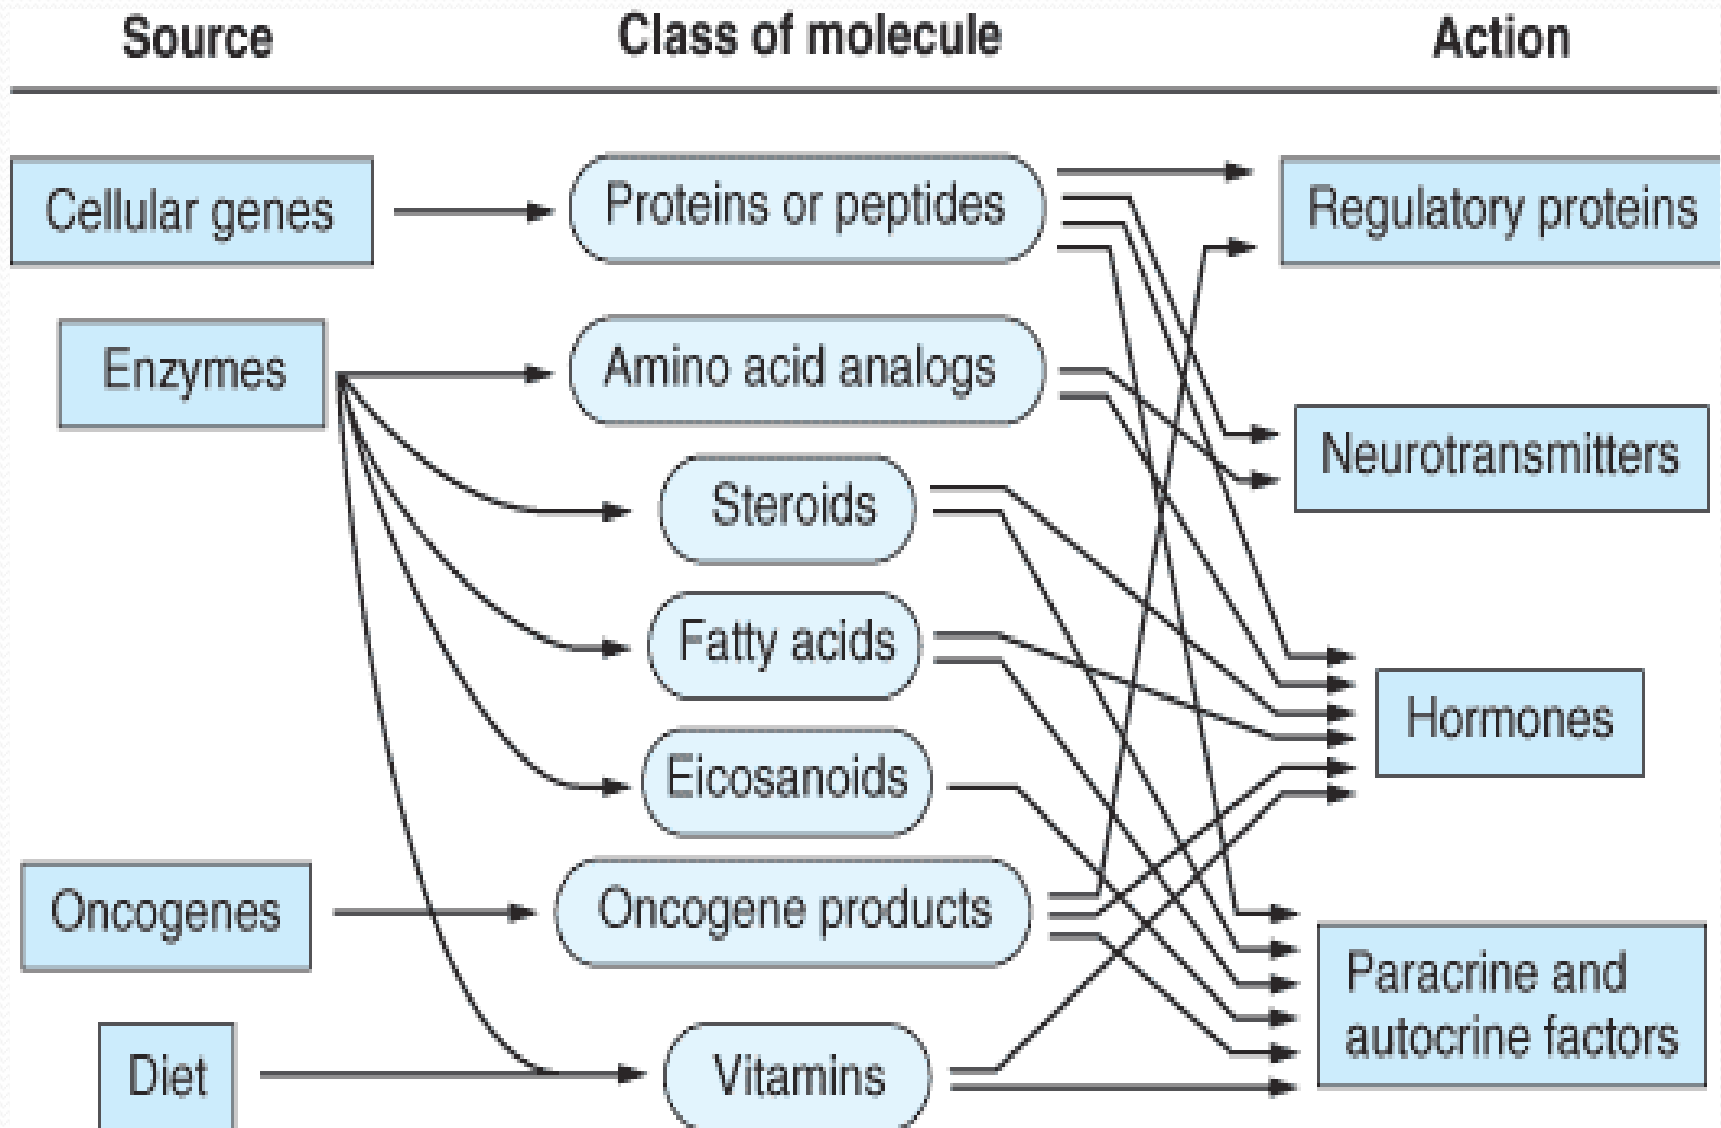 Source
Class of molecule
Action
Cellular genes
Proteins or peptides
Regulatory proteins
Enzymes
Amino acid analogs
Neurotransmitters
Steroids
Fatty acids
Hormones
Eicosanoids
Oncogenes
Oncogene products
Paracrine and
autocrine factors
Diet
Vitamins